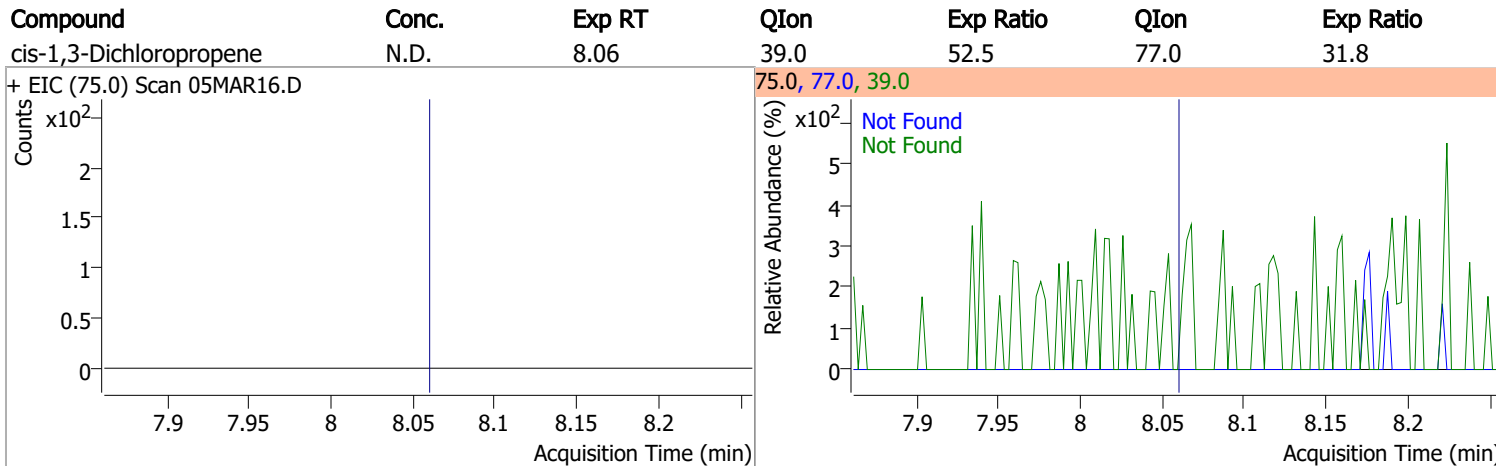 Compound Conc. Exp RT QIon Exp Ratio QIon Exp Ratio
cis-1,3-Dichloropropene N.D. 8.06 39.0 52.5 77.0 31.8
+ EIC (75.0) Scan 05MAR16.D
Counts
x10²
2
1.5
1
0.5
0
7.9 7.95 8 8.05 8.1 8.15 8.2
Acquisition Time (min)
75.0, 77.0, 39.0
Relative Abundance (%)
x10²
Not Found
Not Found
5
4
3
2
1
0
7.9 7.95 8 8.05 8.1 8.15 8.2
Acquisition Time (min)